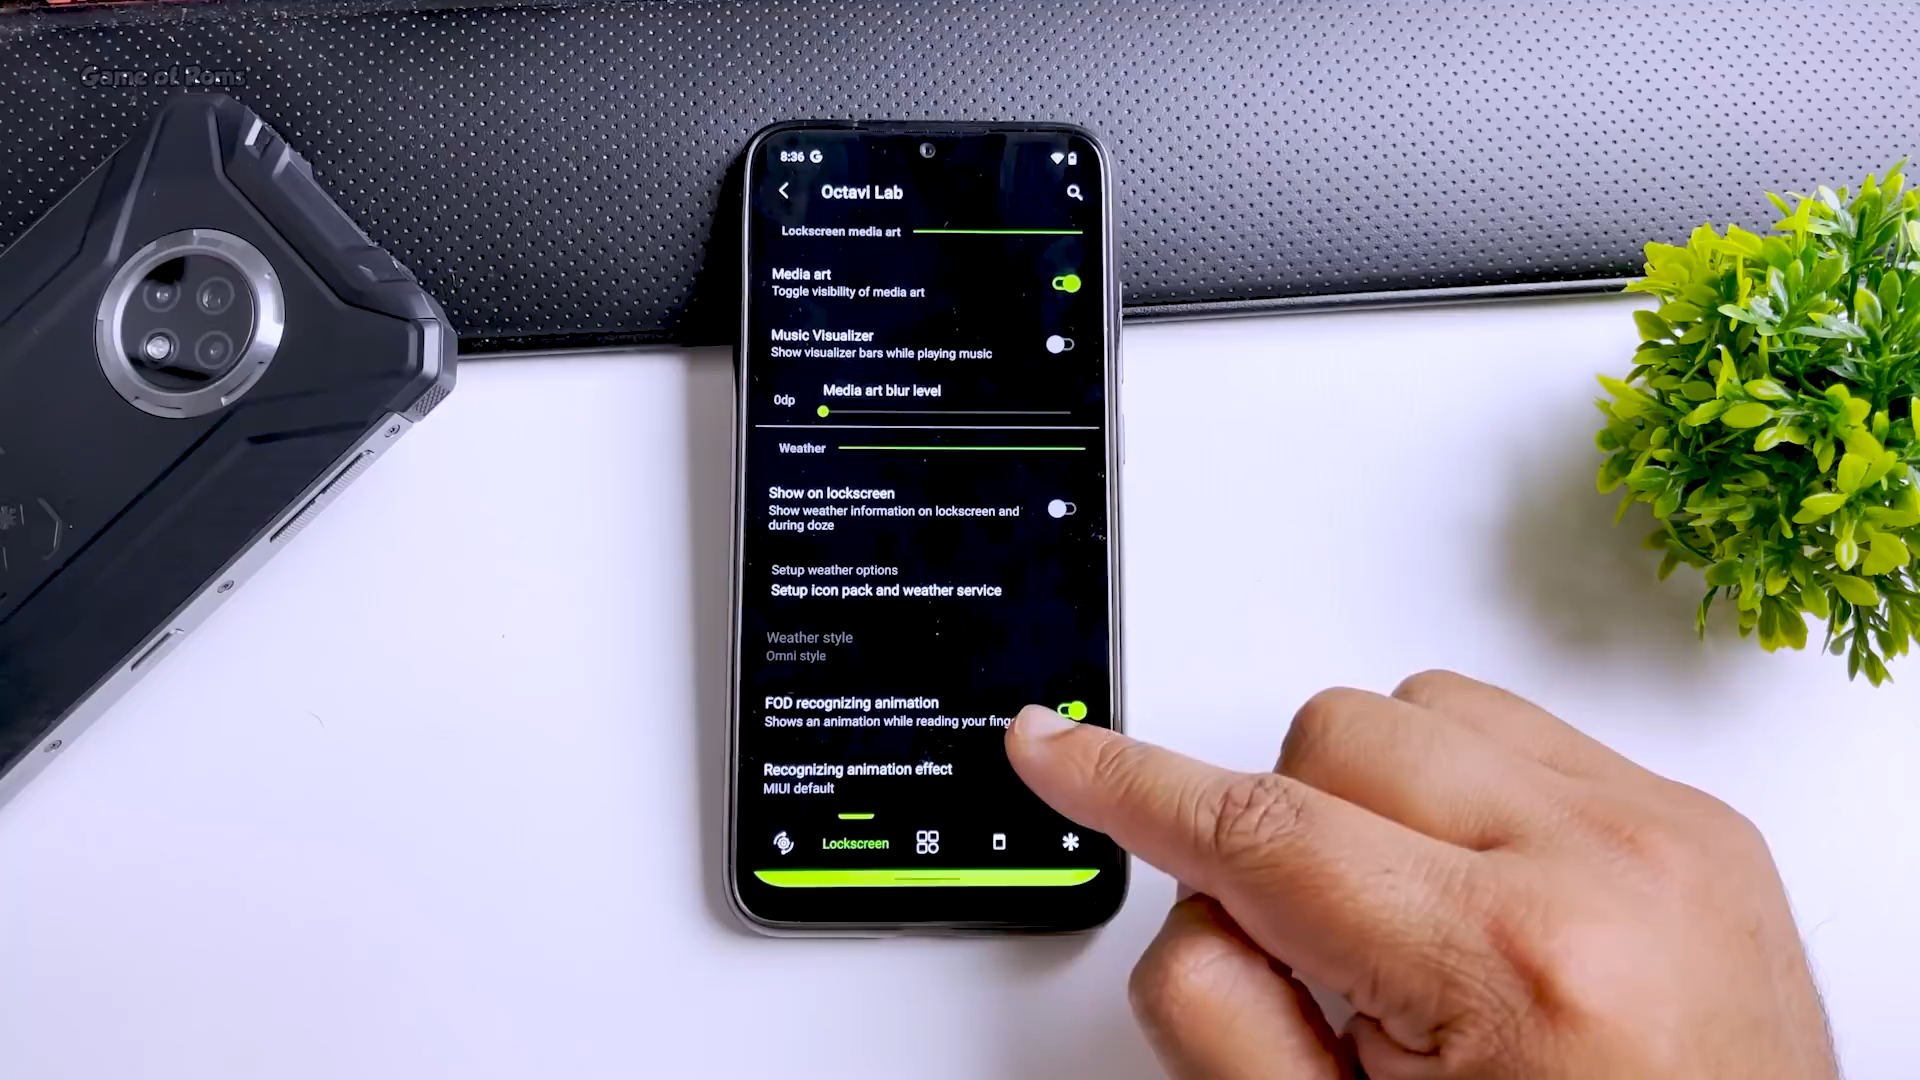 Game of Roms
8:36 G
Octavi Lab
Lockscreen media art
Media art
Toggle visibility of media art
Music Visualizer
Show visualizer bars while playing music
Media art blur level
0dp
Weather
Show on lockscreen
Show weather information on lockscreen and
during doze
Setup weather options
Setup icon pack and weather service
Weather style
Omni style
FOD recognizing animation
Shows an animation while reading your
Recognizing animation effect
MIUI default
Lockscreen